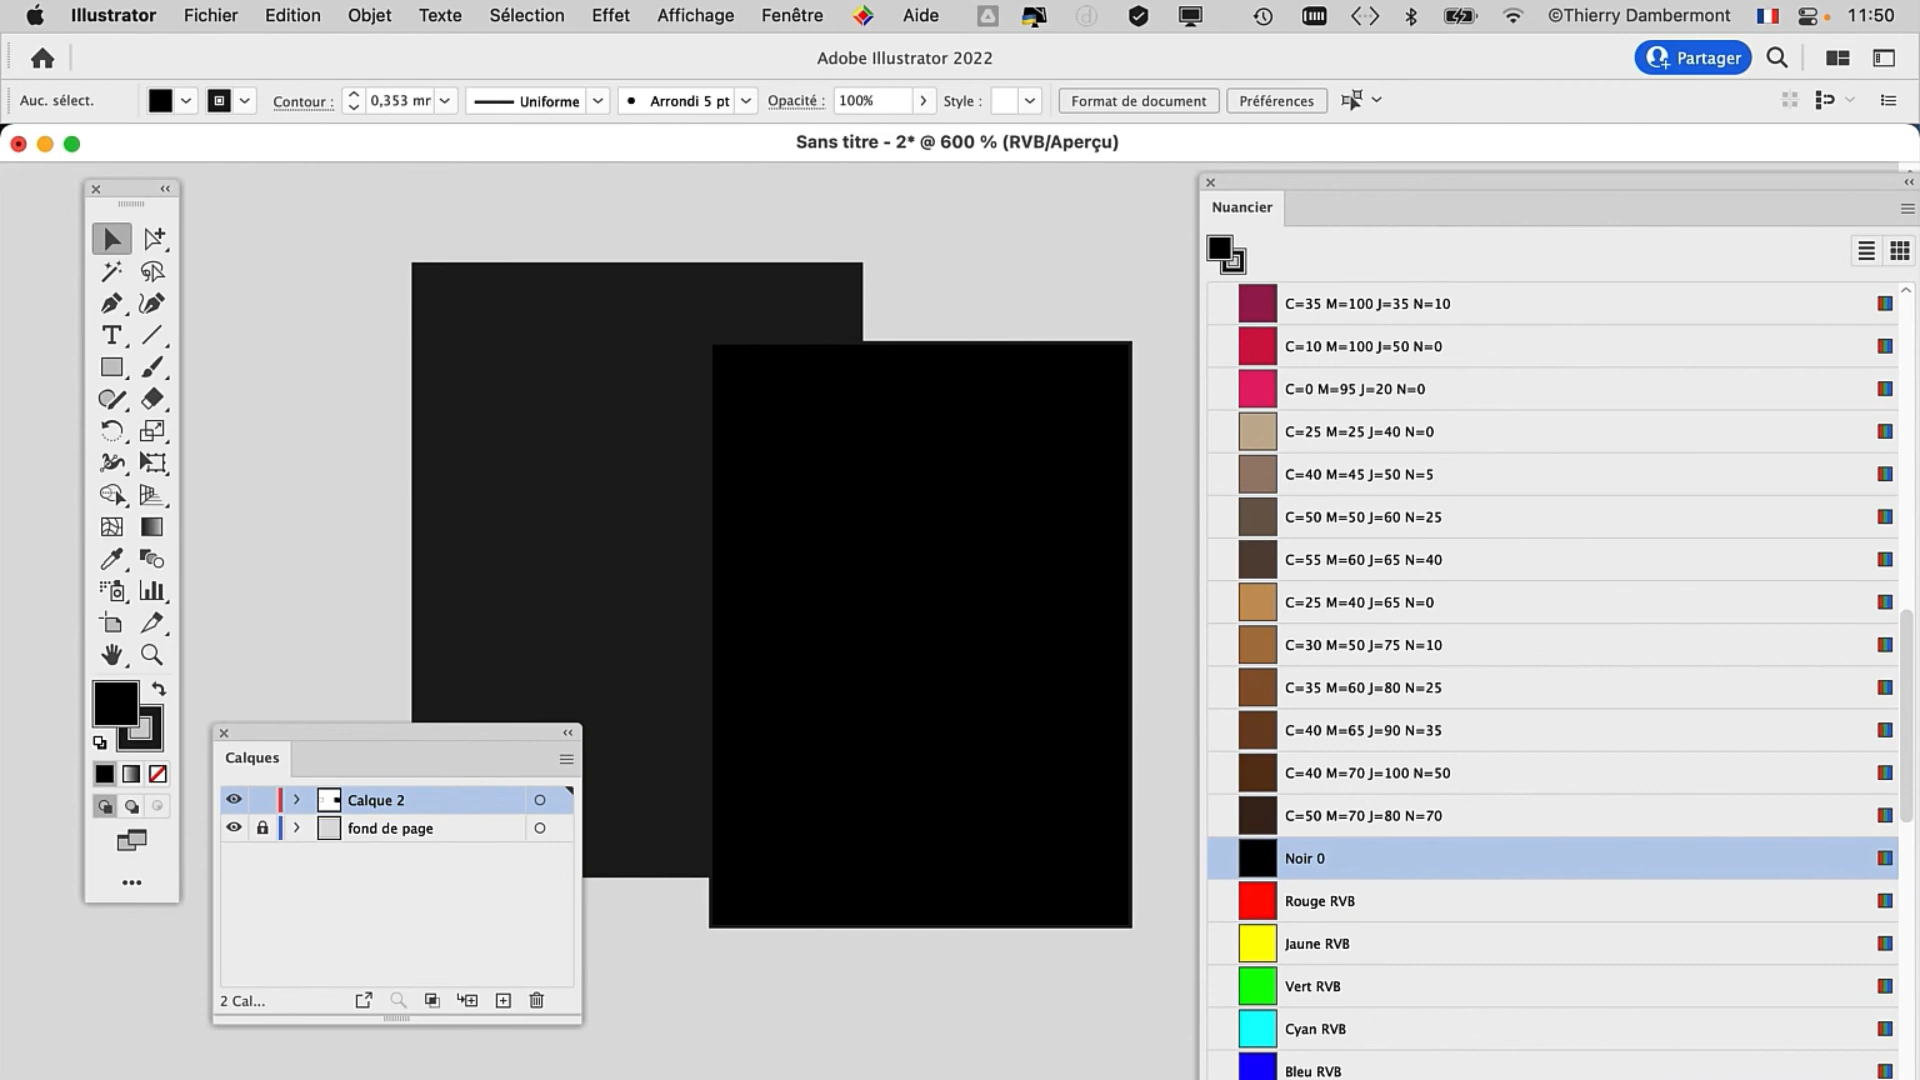 Illustrator Fichier Edition Objet Texte Sélection Effet Affichage Fenêtre Aide ©Thierry Dambermont 11:50
Adobe Illustrator 2022
Partager
Auc. sélect. Contour : 0,353 mr Uniforme Arrondi 5 pt Opacité : 100% Style : Format de document Préférences
Sans titre - 2* @ 600 % (RVB/Aperçu)
Nuancier
C=35 M=100 J=35 N=10
C=10 M=100 J=50 N=0
C=0 M=95 J=20 N=0
C=25 M=25 J=40 N=0
C=40 M=45 J=50 N=5
C=50 M=50 J=60 N=25
C=55 M=60 J=65 N=40
C=25 M=40 J=65 N=0
C=30 M=50 J=75 N=10
C=35 M=60 J=80 N=25
C=40 M=65 J=90 N=35
C=40 M=70 J=100 N=50
C=50 M=70 J=80 N=70
Noir 0
Rouge RVB
Jaune RVB
Vert RVB
Cyan RVB
Bleu RVB
Calques
Calque 2
fond de page
2 Cal...